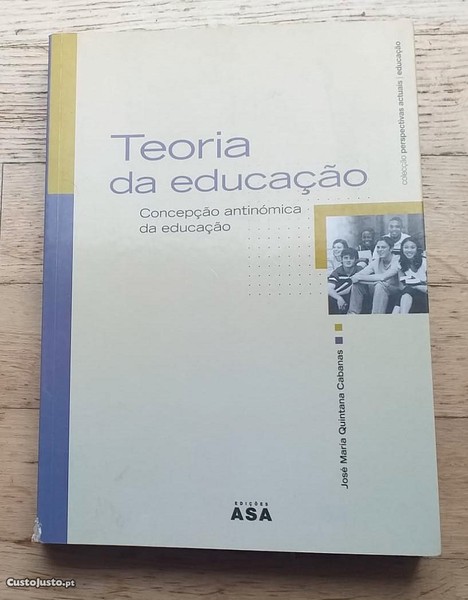 colecção perspectivas actuais | educação
Teoria
da educação
Concepção antinómica
da educação
José Maria Quintana Cabanas
EDIÇÕES
ASA
CustoJusto.pt